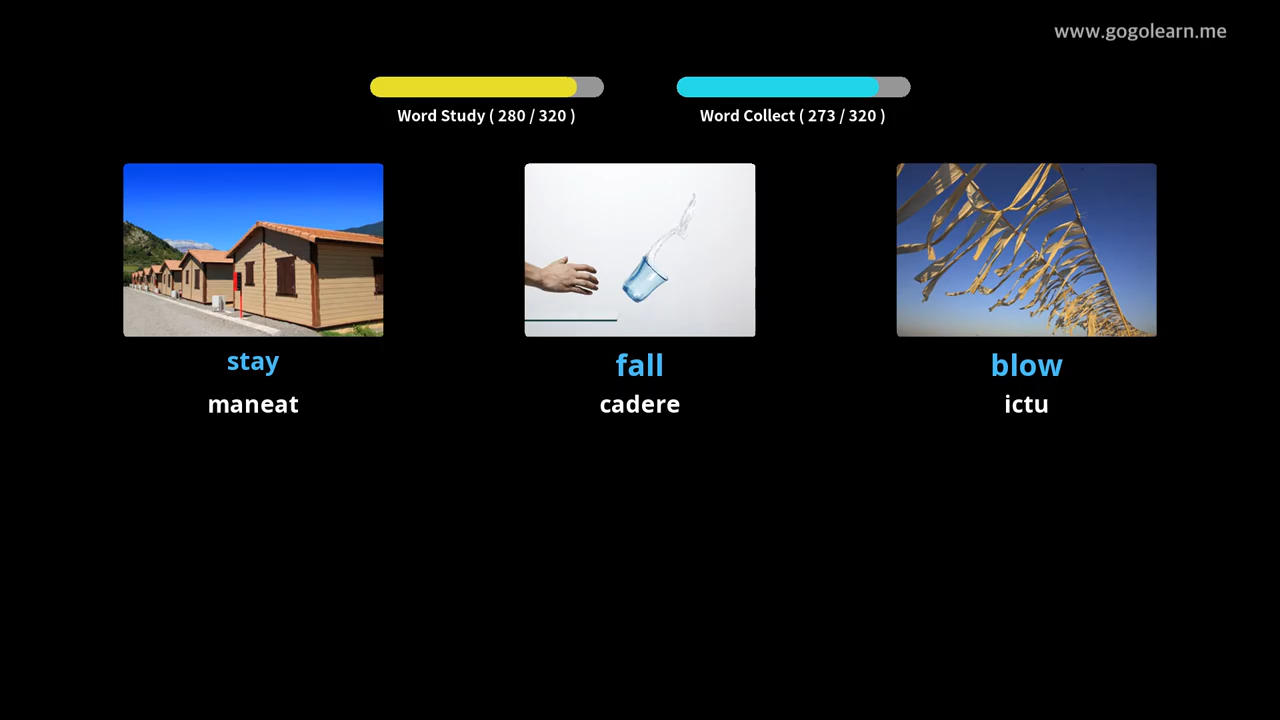 www.gogolearn.me
Word Study ( 280 / 320 )
Word Collect ( 273 / 320 )
stay
maneat
fall
cadere
blow
ictu